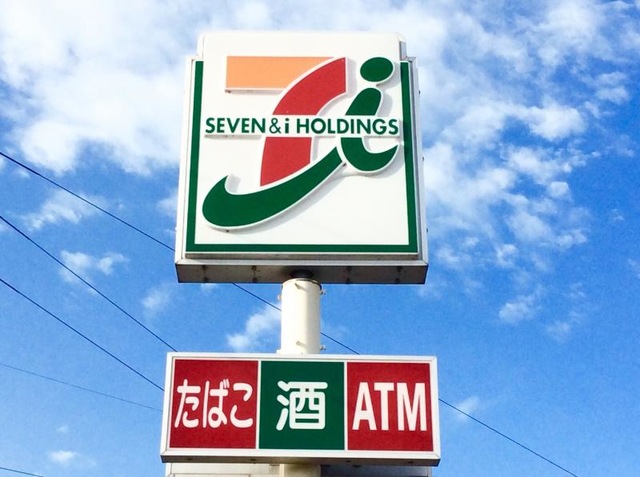 SEVEN & i HOLDINGS
たばこ 酒 ATM